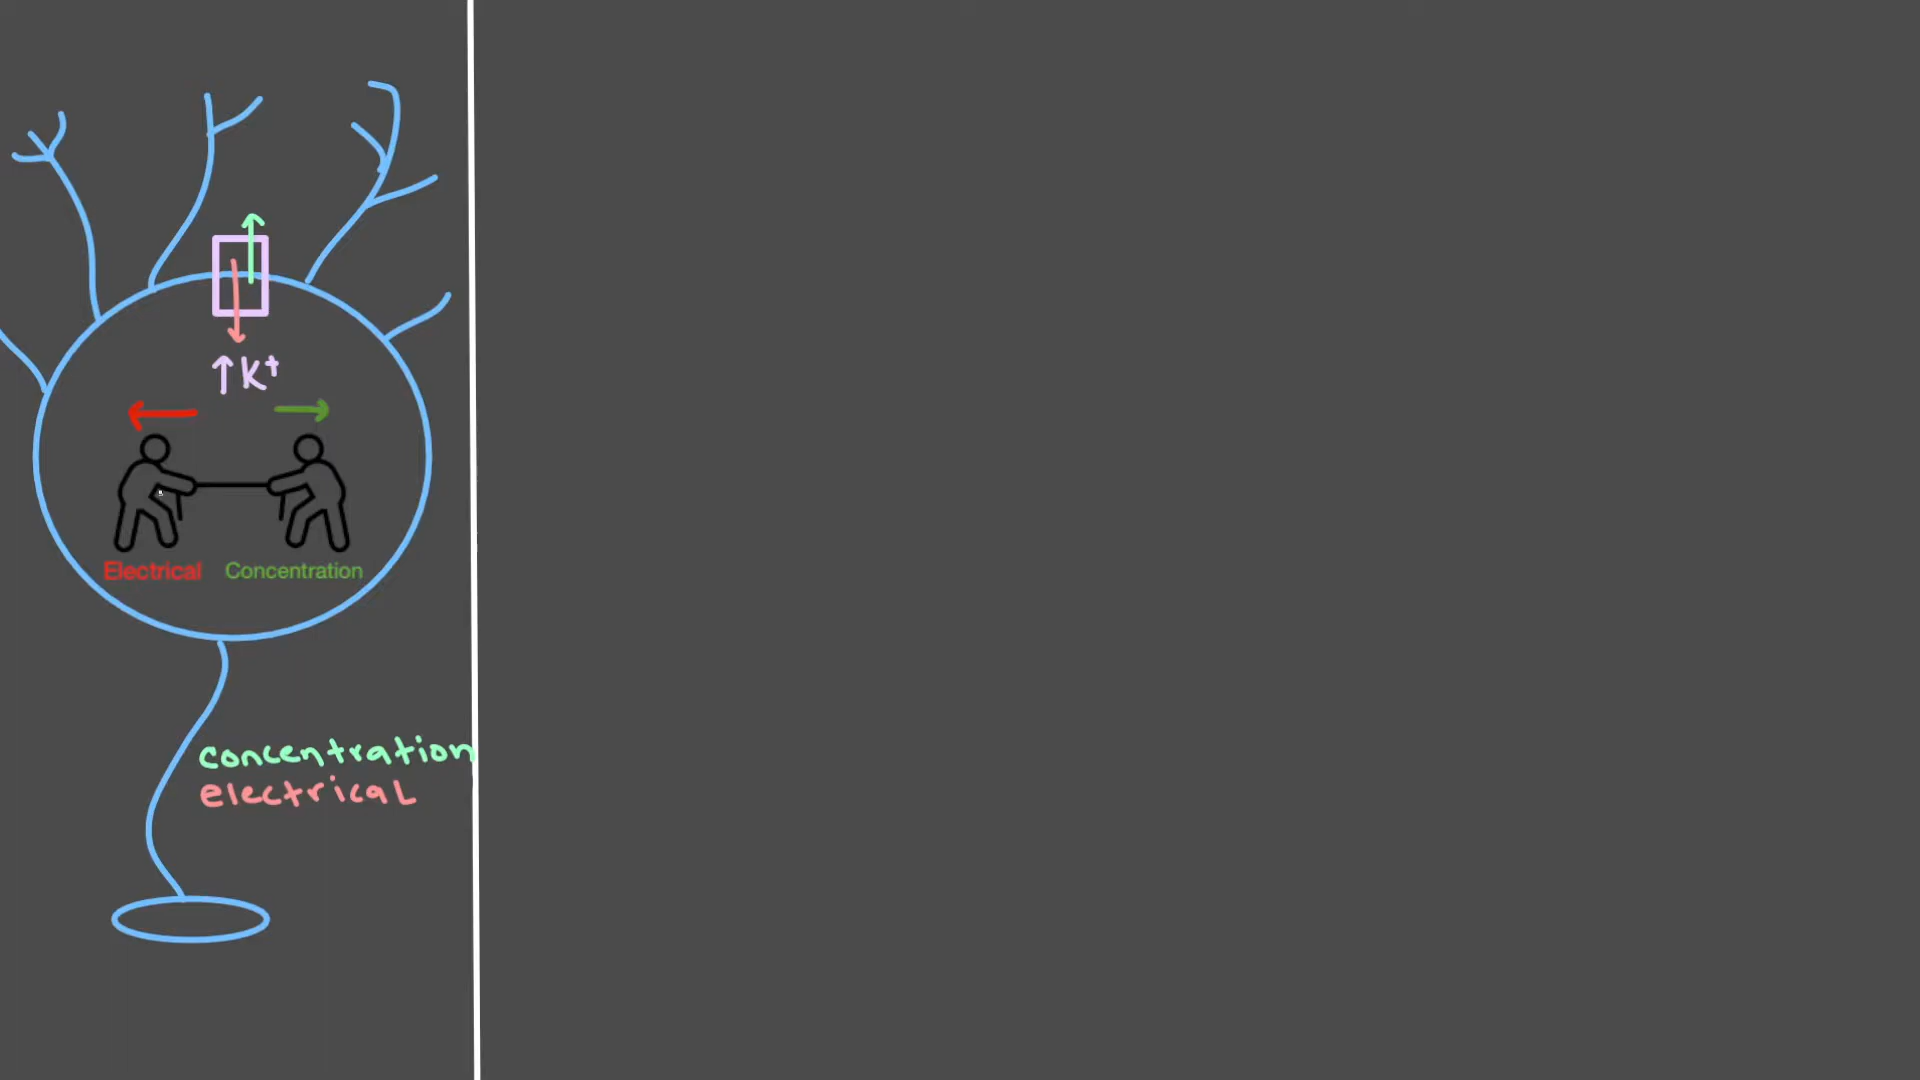 ↑K⁺
Electrical Concentration
concentration
electrical